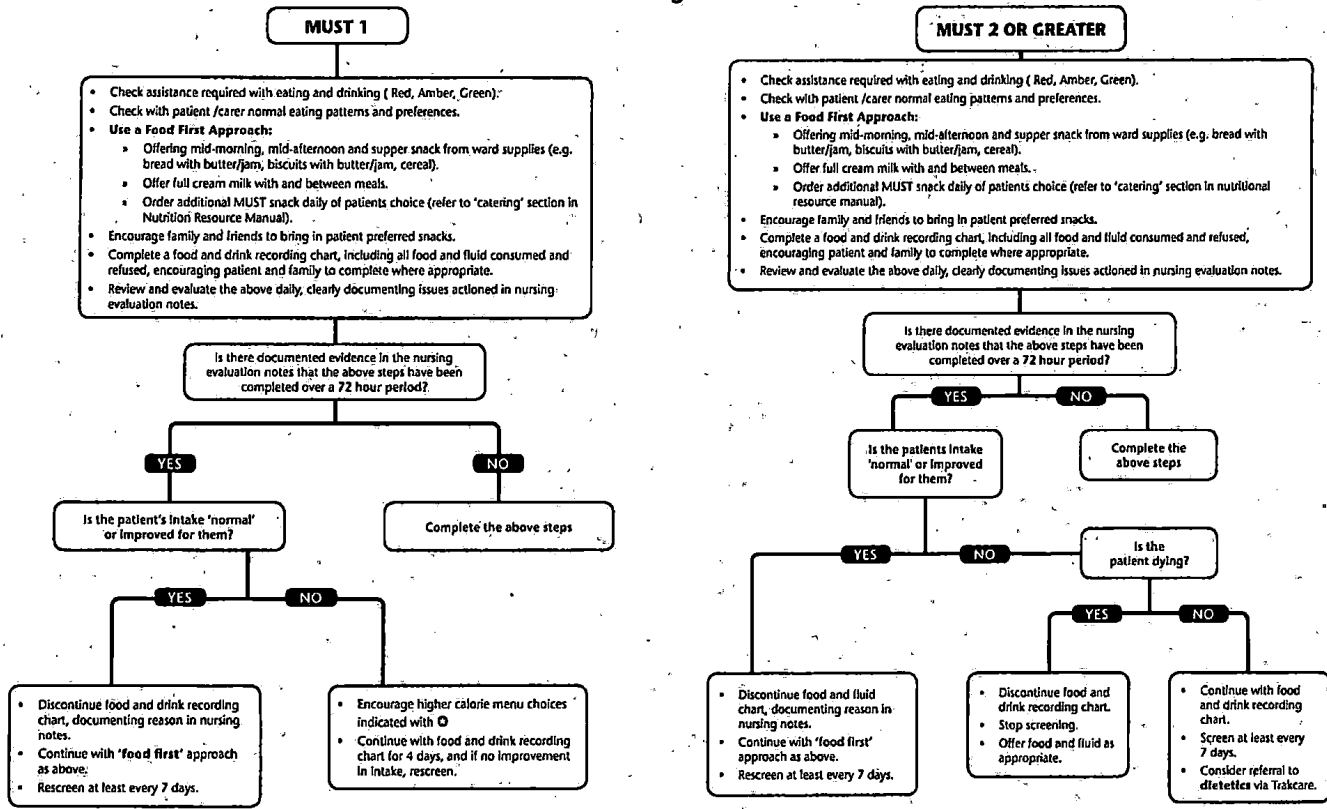 MUST 1
• Check assistance required with eating and drinking ( Red, Amber, Green).
• Check with patient /carer normal eating patterns and preferences.
• Use a Food First Approach:
» Offering mid-morning, mid-afternoon and supper snack from ward supplies (e.g.
bread with butter/jam, biscuits with butter/jam, cereal).
» Offer full cream milk with and between meals.
» Order additional MUST snack daily of patients choice (refer to 'catering' section in
Nutrition Resource Manual).
• Encourage family and friends to bring in patient preferred snacks.
• Complete a food and drink recording chart, including all food and fluid consumed and
refused, encouraging patient and family to complete where appropriate.
• Review and evaluate the above daily, clearly documenting issues actioned in nursing
evaluation notes.
Is there documented evidence in the nursing
evaluation notes that the above steps have been
completed over a 72 hour period?
YES
NO
Is the patient's intake 'normal'
or improved for them?
Complete the above steps
YES
NO
• Discontinue food and drink recording
chart, documenting reason in nursing
notes.
• Continue with 'food first' approach
as above.
• Rescreen at least every 7 days.
• Encourage higher calorie menu choices
indicated with ✪
• Continue with food and drink recording
chart for 4 days, and if no improvement
in intake, rescreen.
MUST 2 OR GREATER
• Check assistance required with eating and drinking ( Red, Amber, Green).
• Check with patient /carer normal eating patterns and preferences.
• Use a Food First Approach:
» Offering mid-morning, mid-afternoon and supper snack from ward supplies (e.g. bread with
butter/jam, biscuits with butter/jam, cereal).
» Offer full cream milk with and between meals.
» Order additional MUST snack daily of patients choice (refer to 'catering' section in nutritional
resource manual).
• Encourage family and friends to bring in patient preferred snacks.
• Complete a food and drink recording chart, including all food and fluid consumed and refused,
encouraging patient and family to complete where appropriate.
• Review and evaluate the above daily, clearly documenting issues actioned in nursing evaluation notes.
Is there documented evidence in the nursing
evaluation notes that the above steps have been
completed over a 72 hour period?
YES
NO
Is the patients intake
'normal' or improved
for them?
Complete the
above steps
YES
NO
Is the
patient dying?
YES
NO
• Discontinue food and fluid
chart, documenting reason in
nursing notes.
• Continue with 'food first'
approach as above.
• Rescreen at least every 7 days.
• Discontinue food and
drink recording chart.
• Stop screening.
• Offer food and fluid as
appropriate.
• Continue with food
and drink recording
chart.
• Screen at least every
7 days.
• Consider referral to
dietetics via Trakcare.